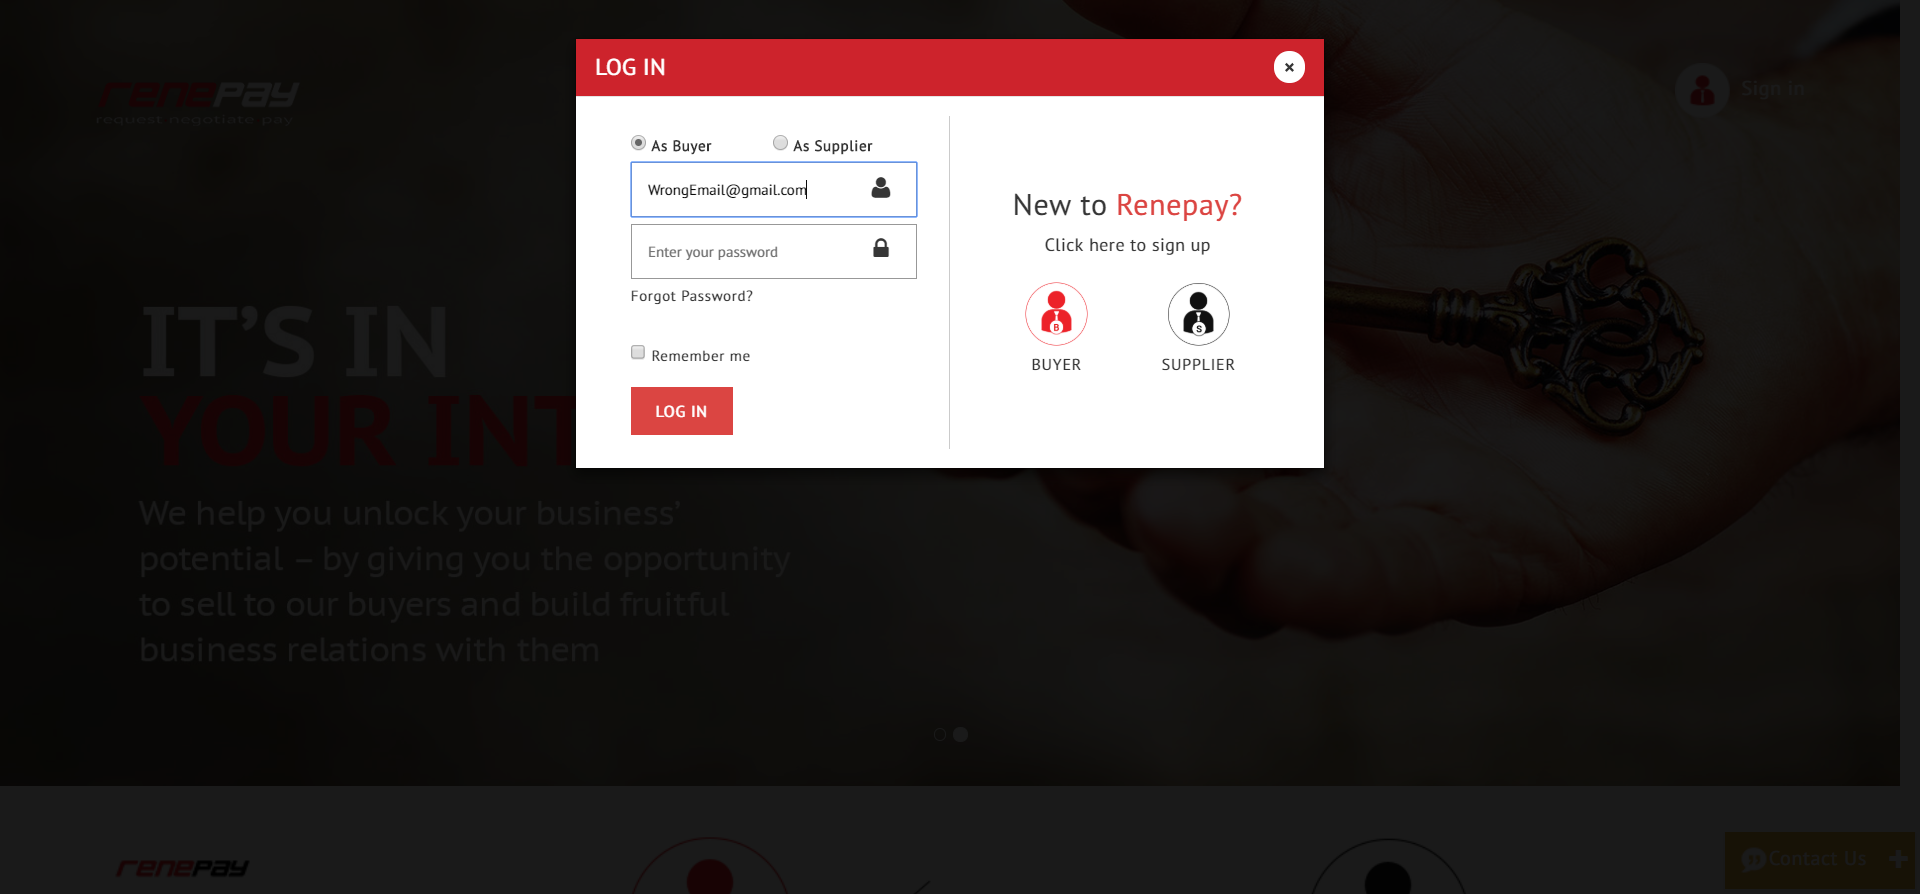 LOG IN
×
renepay
request negotiate pay
Sign in
As Buyer
As Supplier
WrongEmail@gmail.com
Enter your password
Forgot Password?
Remember me
LOG IN
New to Renepay?
Click here to sign up
B
S
BUYER
SUPPLIER
IT'S IN
YOUR INT
We help you unlock your business'
potential – by giving you the opportunity
to sell to our buyers and build fruitful
business relations with them
renepay
Contact Us